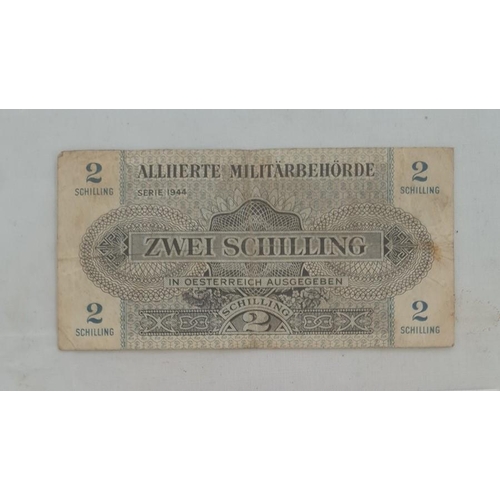 2
SCHILLING
ALLIIERTE MILITÄRBEHÖRDE
SERIE 1944
2
SCHILLING
ZWEI SCHILLING
IN OESTERREICH AUSGEGEBEN
2
SCHILLING
SCHILLING
2
2
SCHILLING